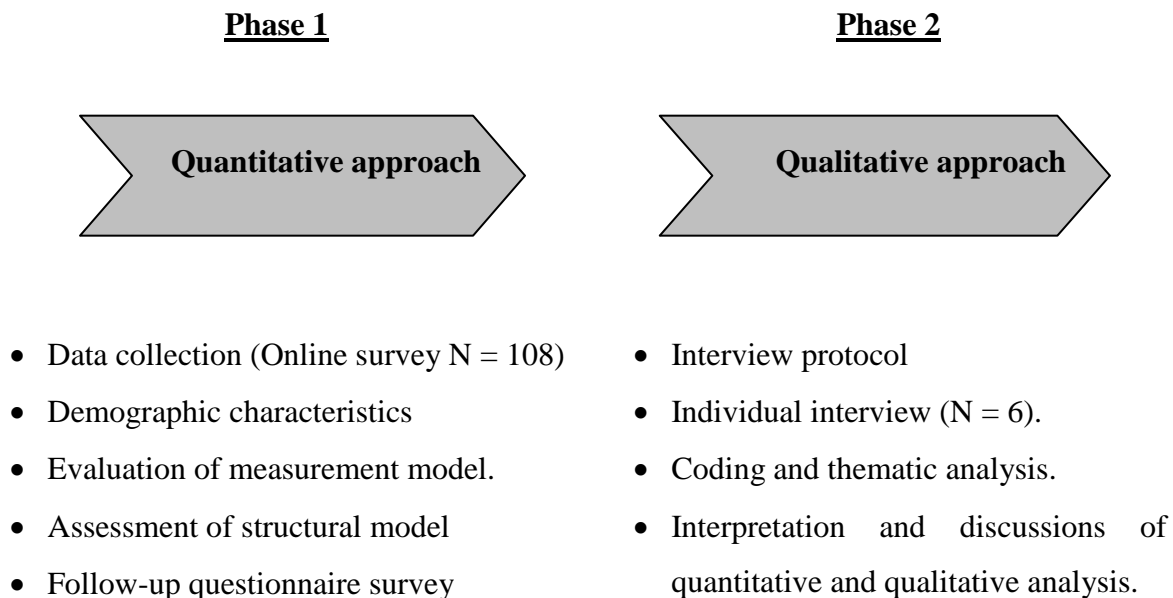 Phase 1
Quantitative approach
• Data collection (Online survey N = 108)
• Demographic characteristics
• Evaluation of measurement model.
• Assessment of structural model
• Follow-up questionnaire survey
Phase 2
Qualitative approach
• Interview protocol
• Individual interview (N = 6).
• Coding and thematic analysis.
• Interpretation and discussions of
quantitative and qualitative analysis.